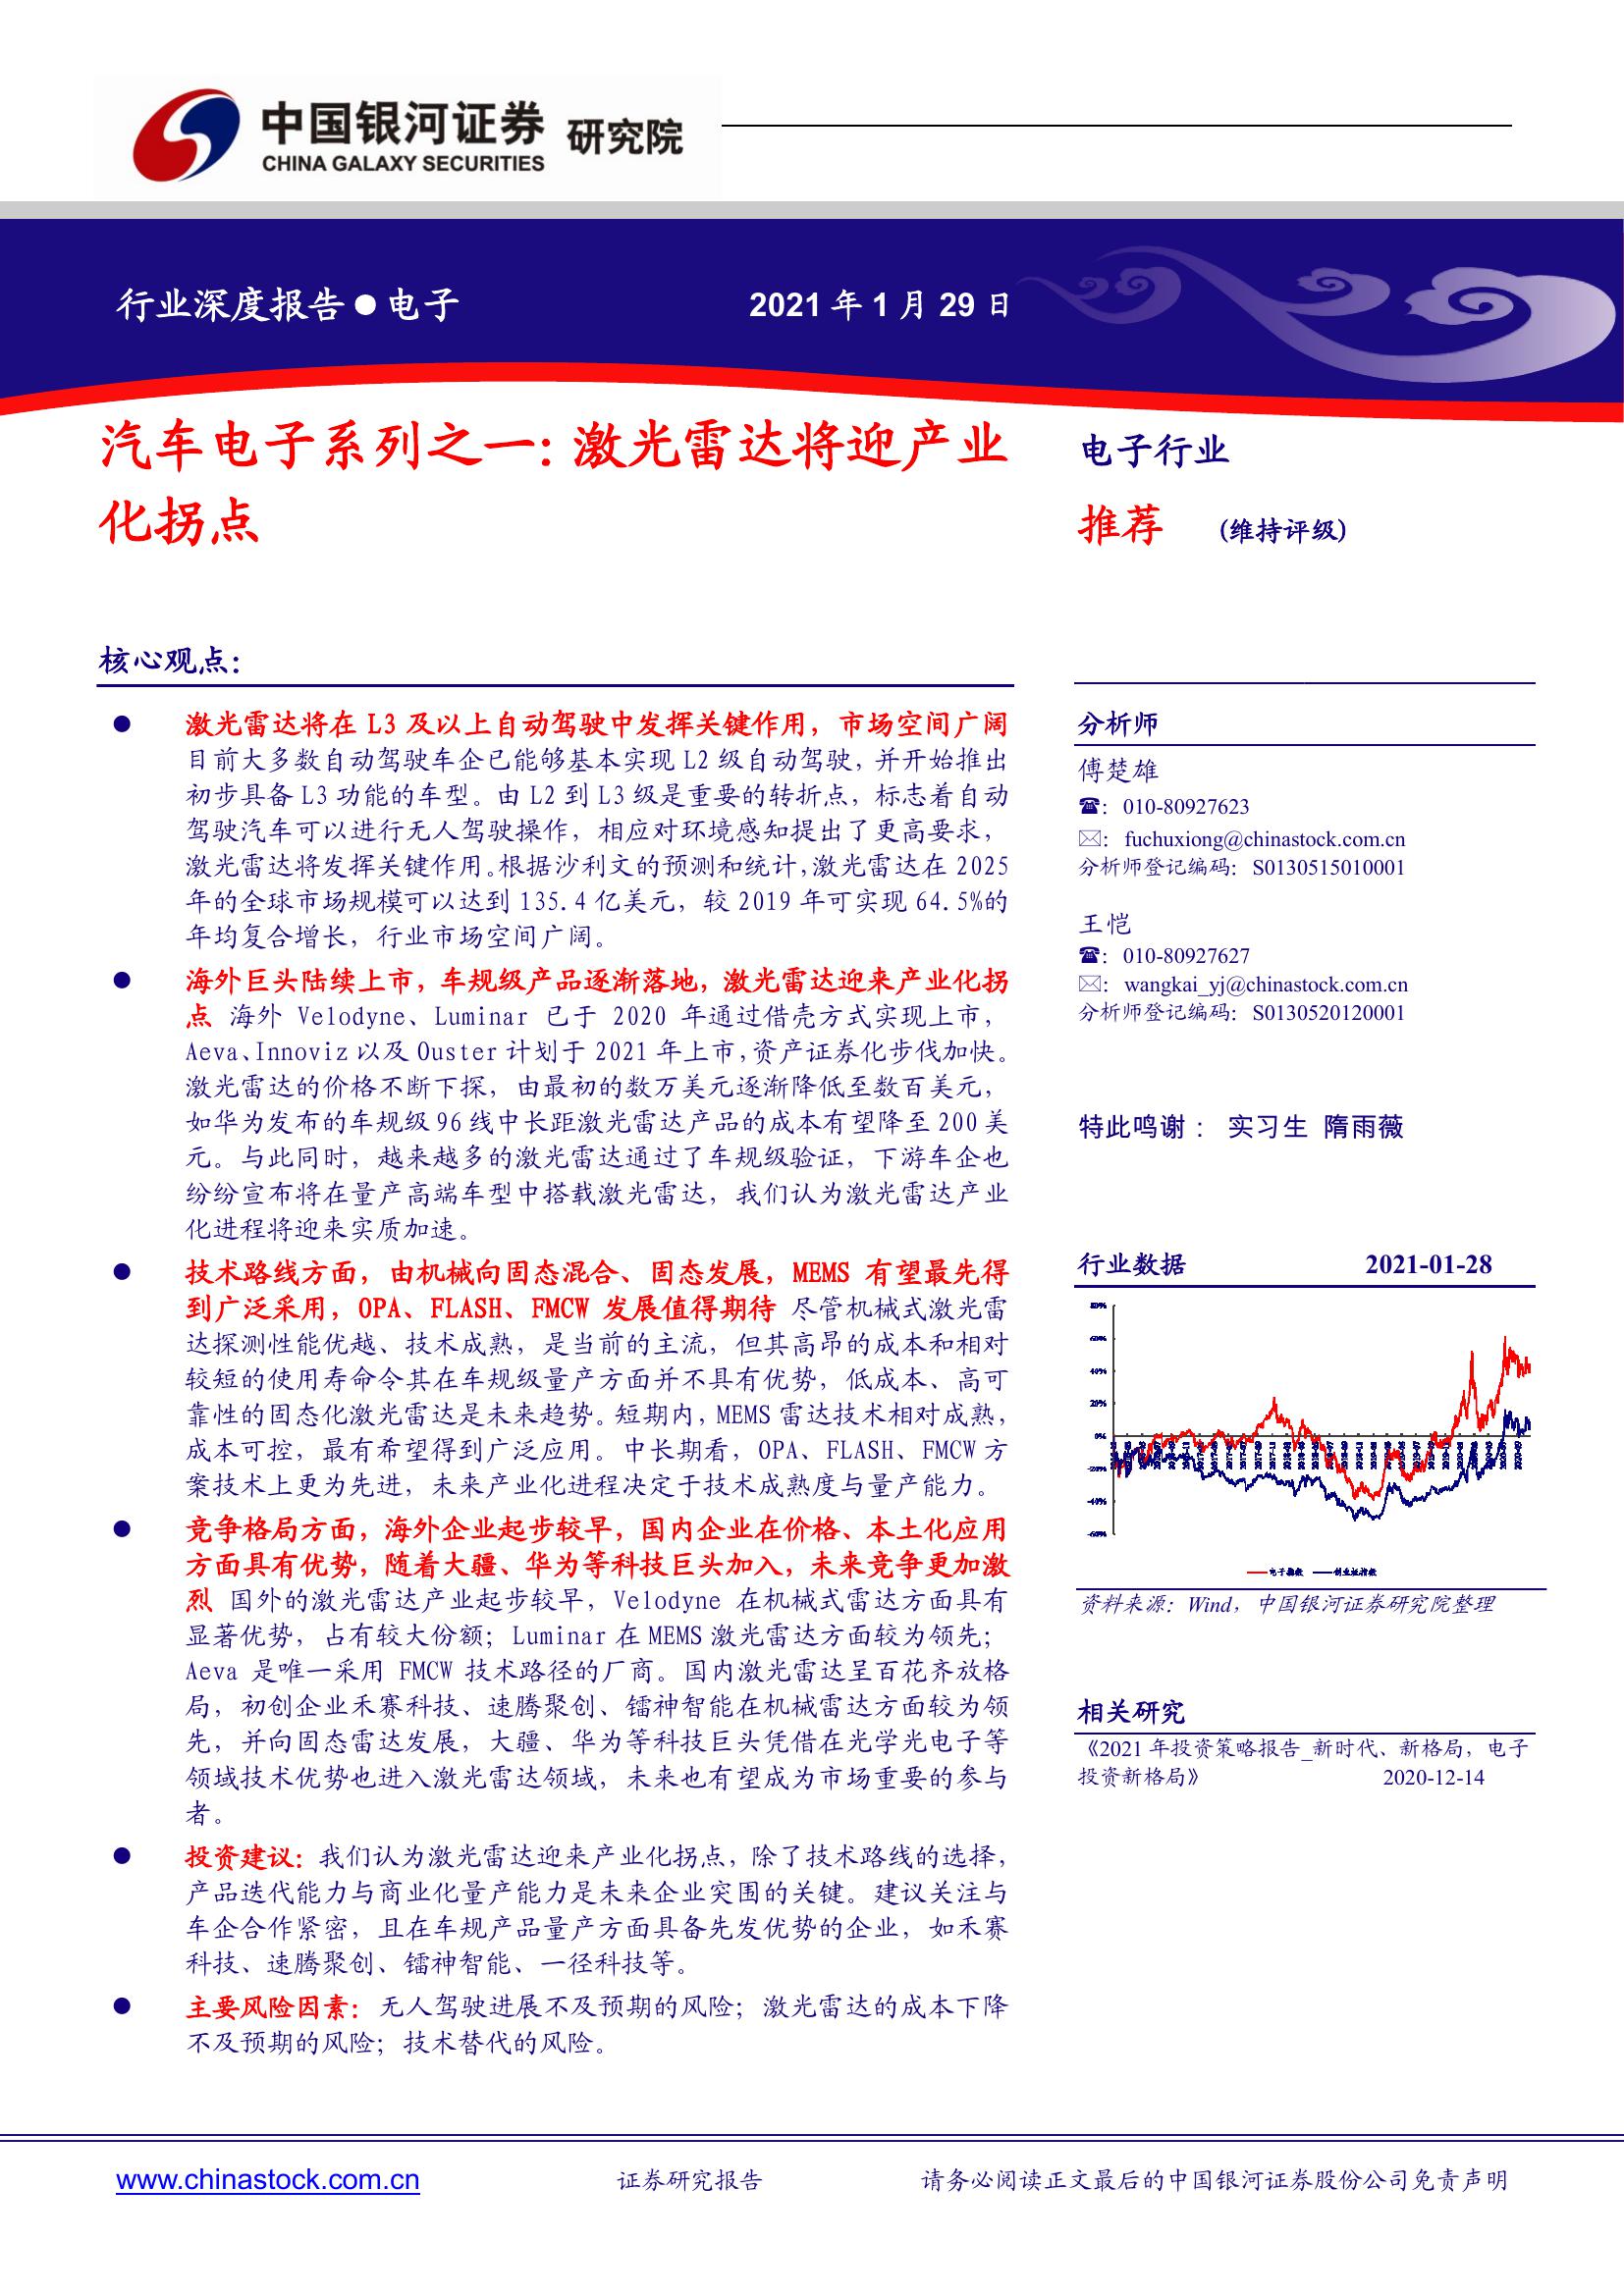 中国银河证券 研究院
CHINA GALAXY SECURITIES
行业深度报告●电子
2021 年 1 月 29 日
汽车电子系列之一：激光雷达将迎产业
化拐点
核心观点：
● 激光雷达将在 L3 及以上自动驾驶中发挥关键作用，市场空间广阔
目前大多数自动驾驶车企已能够基本实现 L2 级自动驾驶，并开始推出
初步具备 L3 功能的车型。由 L2 到 L3 级是重要的转折点，标志着自动
驾驶汽车可以进行无人驾驶操作，相应对环境感知提出了更高要求，
激光雷达将发挥关键作用。根据沙利文的预测和统计，激光雷达在 2025
年的全球市场规模可以达到 135.4 亿美元，较 2019 年可实现 64.5%的
年均复合增长，行业市场空间广阔。
● 海外巨头陆续上市，车规级产品逐渐落地，激光雷达迎来产业化拐
点 海外 Velodyne、Luminar 已于 2020 年通过借壳方式实现上市，
Aeva、Innoviz 以及 Ouster 计划于 2021 年上市，资产证券化步伐加快。
激光雷达的价格不断下探，由最初的数万美元逐渐降低至数百美元，
如华为发布的车规级 96 线中长距激光雷达产品的成本有望降至 200 美
元。与此同时，越来越多的激光雷达通过了车规级验证，下游车企也
纷纷宣布将在量产高端车型中搭载激光雷达，我们认为激光雷达产业
化进程将迎来实质加速。
● 技术路线方面，由机械向固态混合、固态发展，MEMS 有望最先得
到广泛采用，OPA、FLASH、FMCW 发展值得期待 尽管机械式激光雷
达探测性能优越、技术成熟，是当前的主流，但其高昂的成本和相对
较短的使用寿命令其在车规级量产方面并不具有优势，低成本、高可
靠性的固态化激光雷达是未来趋势。短期内，MEMS 雷达技术相对成熟，
成本可控，最有希望得到广泛应用。中长期看，OPA、FLASH、FMCW 方
案技术上更为先进，未来产业化进程决定于技术成熟度与量产能力。
● 竞争格局方面，海外企业起步较早，国内企业在价格、本土化应用
方面具有优势，随着大疆、华为等科技巨头加入，未来竞争更加激
烈 国外的激光雷达产业起步较早，Velodyne 在机械式雷达方面具有
显著优势，占有较大份额；Luminar 在 MEMS 激光雷达方面较为领先；
Aeva 是唯一采用 FMCW 技术路径的厂商。国内激光雷达呈百花齐放格
局，初创企业禾赛科技、速腾聚创、镭神智能在机械雷达方面较为领
先，并向固态雷达发展，大疆、华为等科技巨头凭借在光学光电子等
领域技术优势也进入激光雷达领域，未来也有望成为市场重要的参与
者。
● 投资建议：我们认为激光雷达迎来产业化拐点，除了技术路线的选择，
产品迭代能力与商业化量产能力是未来企业突围的关键。建议关注与
车企合作紧密，且在车规产品量产方面具备先发优势的企业，如禾赛
科技、速腾聚创、镭神智能、一径科技等。
● 主要风险因素：无人驾驶进展不及预期的风险；激光雷达的成本下降
不及预期的风险；技术替代的风险。
电子行业
推荐 (维持评级)
分析师
傅楚雄
☎：010-80927623
✉：fuchuxiong@chinastock.com.cn
分析师登记编码：S0130515010001
王恺
☎：010-80927627
✉：wangkai_yj@chinastock.com.cn
分析师登记编码：S0130520120001
特此鸣谢： 实习生 隋雨薇
行业数据 2021-01-28
80%
60%
40%
20%
0%
-20%
-40%
-60%
电子指数 创业板指数
资料来源：Wind，中国银河证券研究院整理
相关研究
《2021 年投资策略报告_新时代、新格局，电子
投资新格局》 2020-12-14
www.chinastock.com.cn
证券研究报告
请务必阅读正文最后的中国银河证券股份公司免责声明